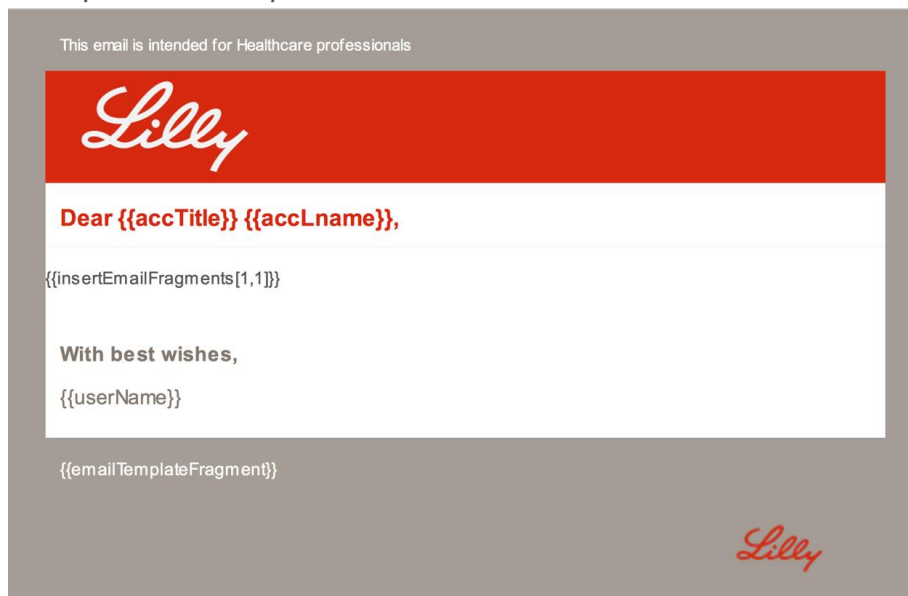 This email is intended for Healthcare professionals
Lilly
Dear {{accTitle}} {{accLname}},
{{insertEmailFragments[1,1]}}
With best wishes,
{{userName}}
{{emailTemplateFragment}}
Lilly